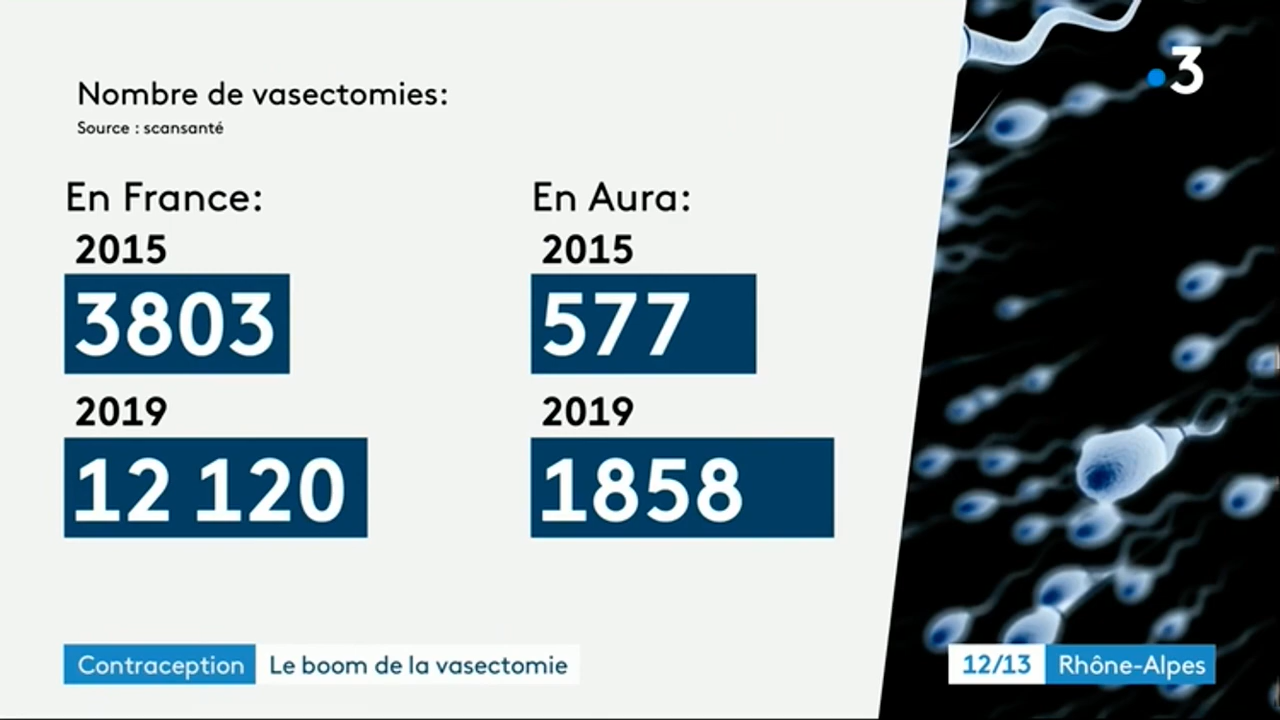 3
Nombre de vasectomies:
Source : scansanté
En France:
2015
3803
2019
12 120
En Aura:
2015
577
2019
1858
Contraception Le boom de la vasectomie
12/13 Rhône-Alpes